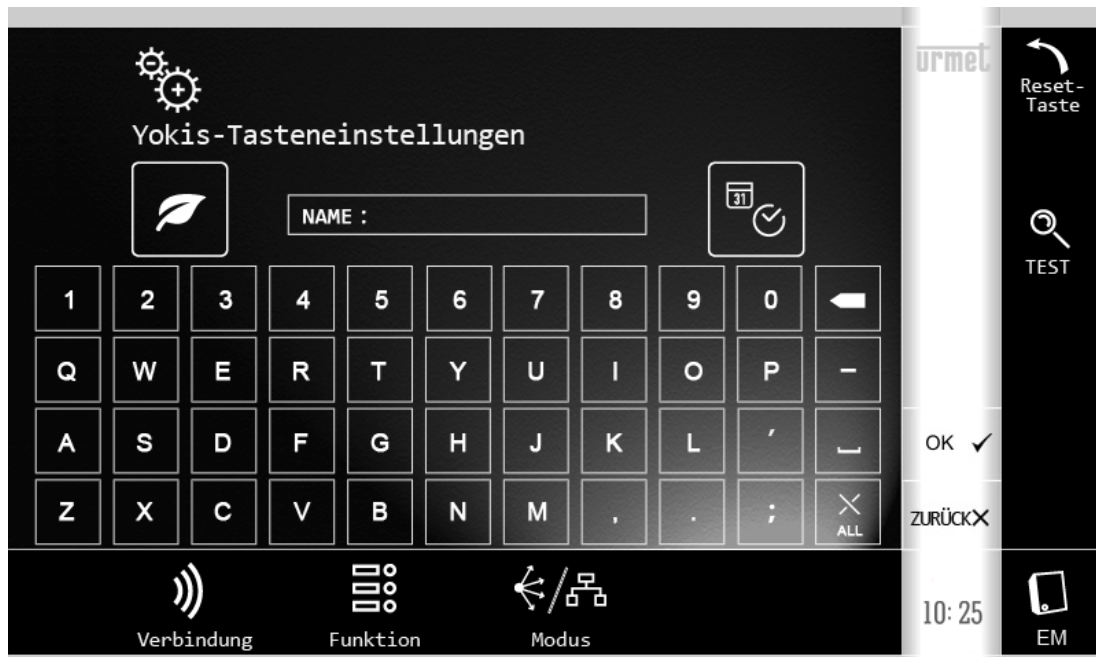 urmet
Reset-
Taste
Yokis-Tasteneinstellungen
NAME :
31
TEST
1 2 3 4 5 6 7 8 9 0
Q W E R T Y U I O P –
A S D F G H J K L '
OK
Z X C V B N M , . ;
ALL
ZURÜCK
10: 25
Verbindung Funktion Modus
EM